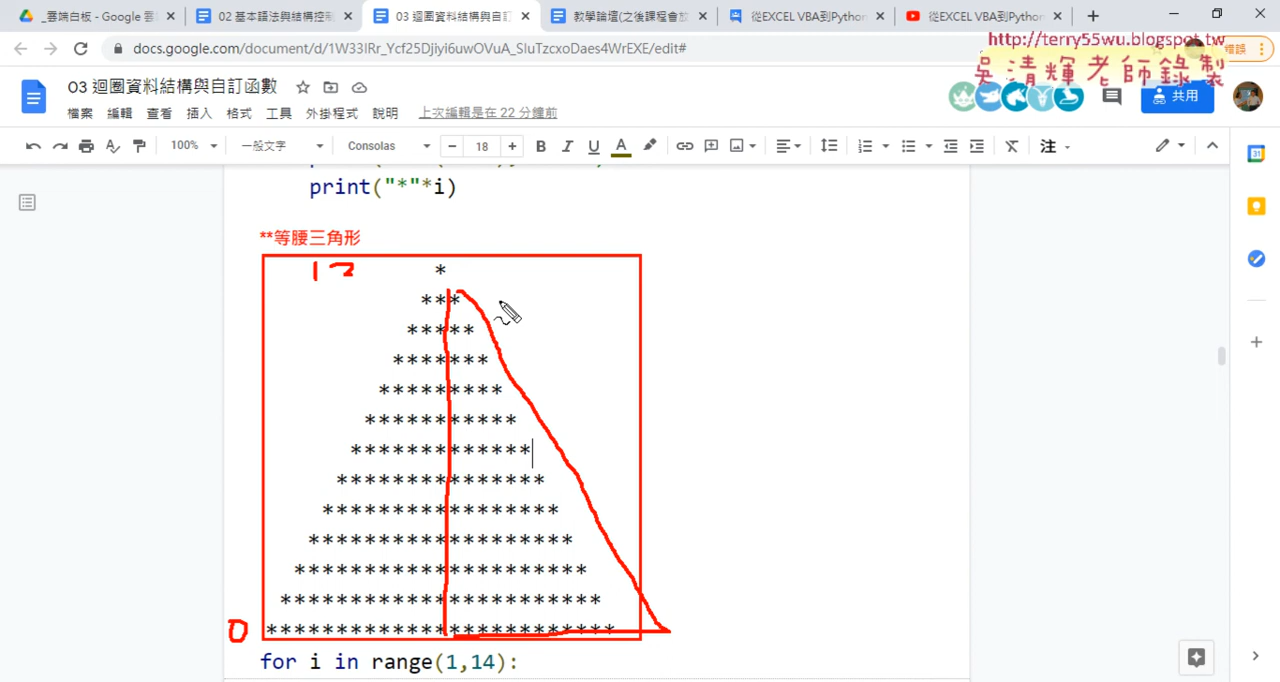 _雲端白板 - Google 雲
02 基本語法與結構控制
03 迴圈資料結構與自訂函
教學論壇(之後課程會放
從EXCEL VBA到Python
從EXCEL VBA到Python
docs.google.com/document/d/1W33lRr_Ycf25Djiyi6uwOVuA_SluTzcxoDaes4WrEXE/edit#
http://terry55wu.blogspot.tw
吳清輝老師錄製
錯誤
03 迴圈資料結構與自訂函數
檔案 編輯 查看 插入 格式 工具 外掛程式 說明 上次編輯是在 22 分鐘前
共用
100% 一般文字 Consolas 18 B I U A 注
print("*"*i)
**等腰三角形
12 *
***
*****
*******
*********
***********
*************
***************
*****************
*******************
*********************
***********************
0 *************************
for i in range(1,14):